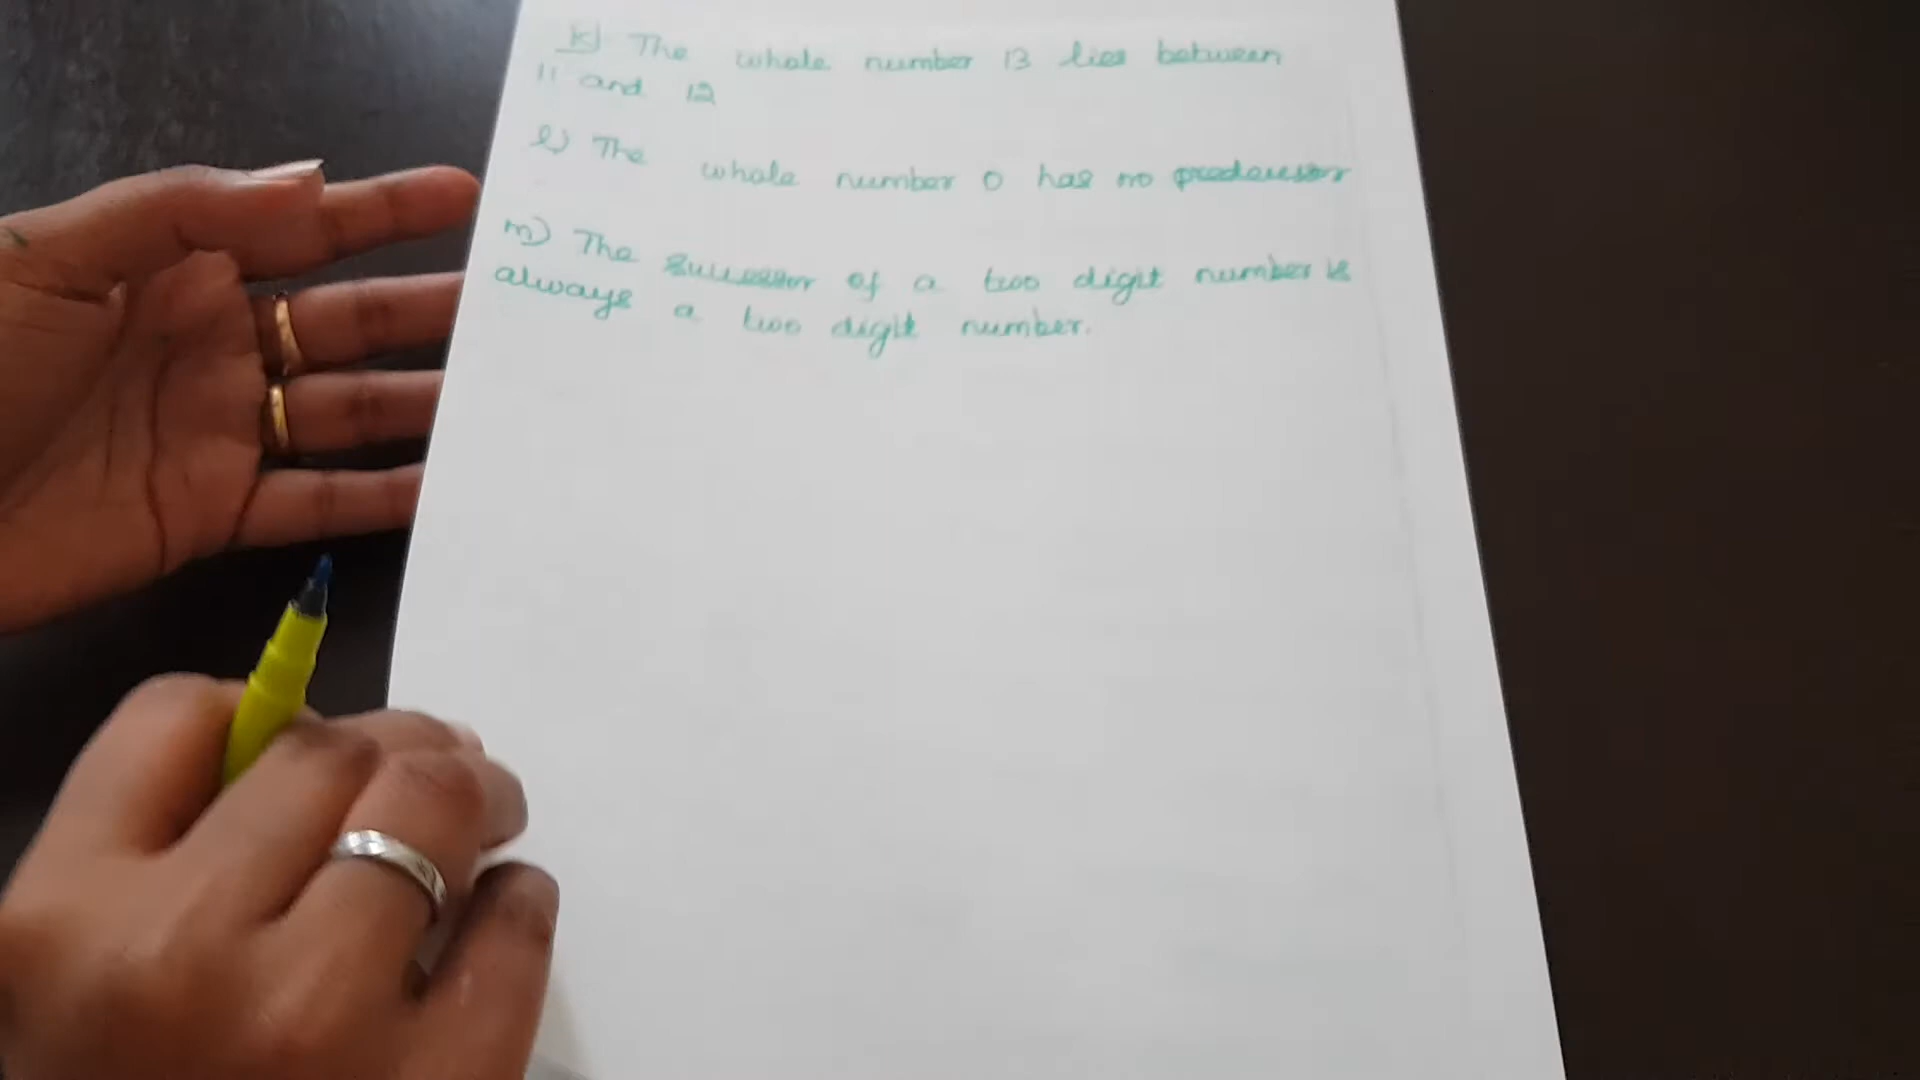 k) The whole number 13 lies between
11 and 12
l) The whole number 0 has no predecessor
m) The successor of a two digit number is
always a two digit number.